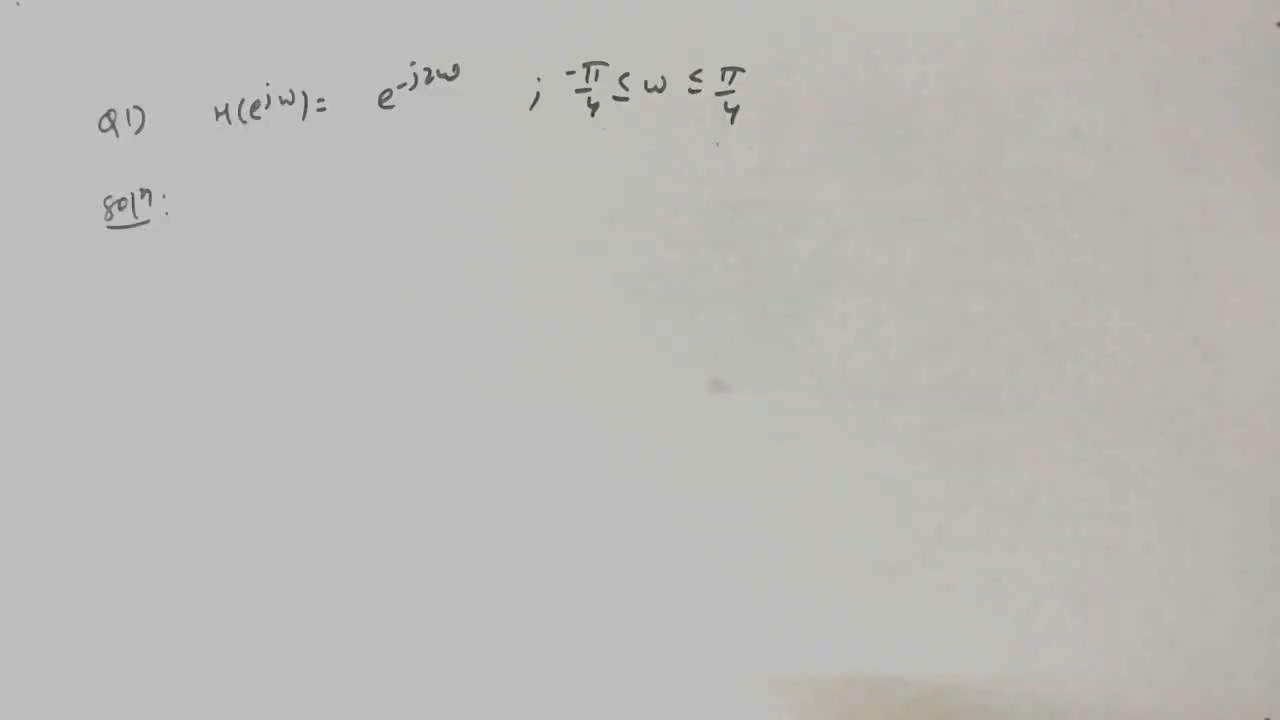 Q1) H(e^jω) = e^-j2ω ; -π/4 ≤ ω ≤ π/4
Solⁿ: